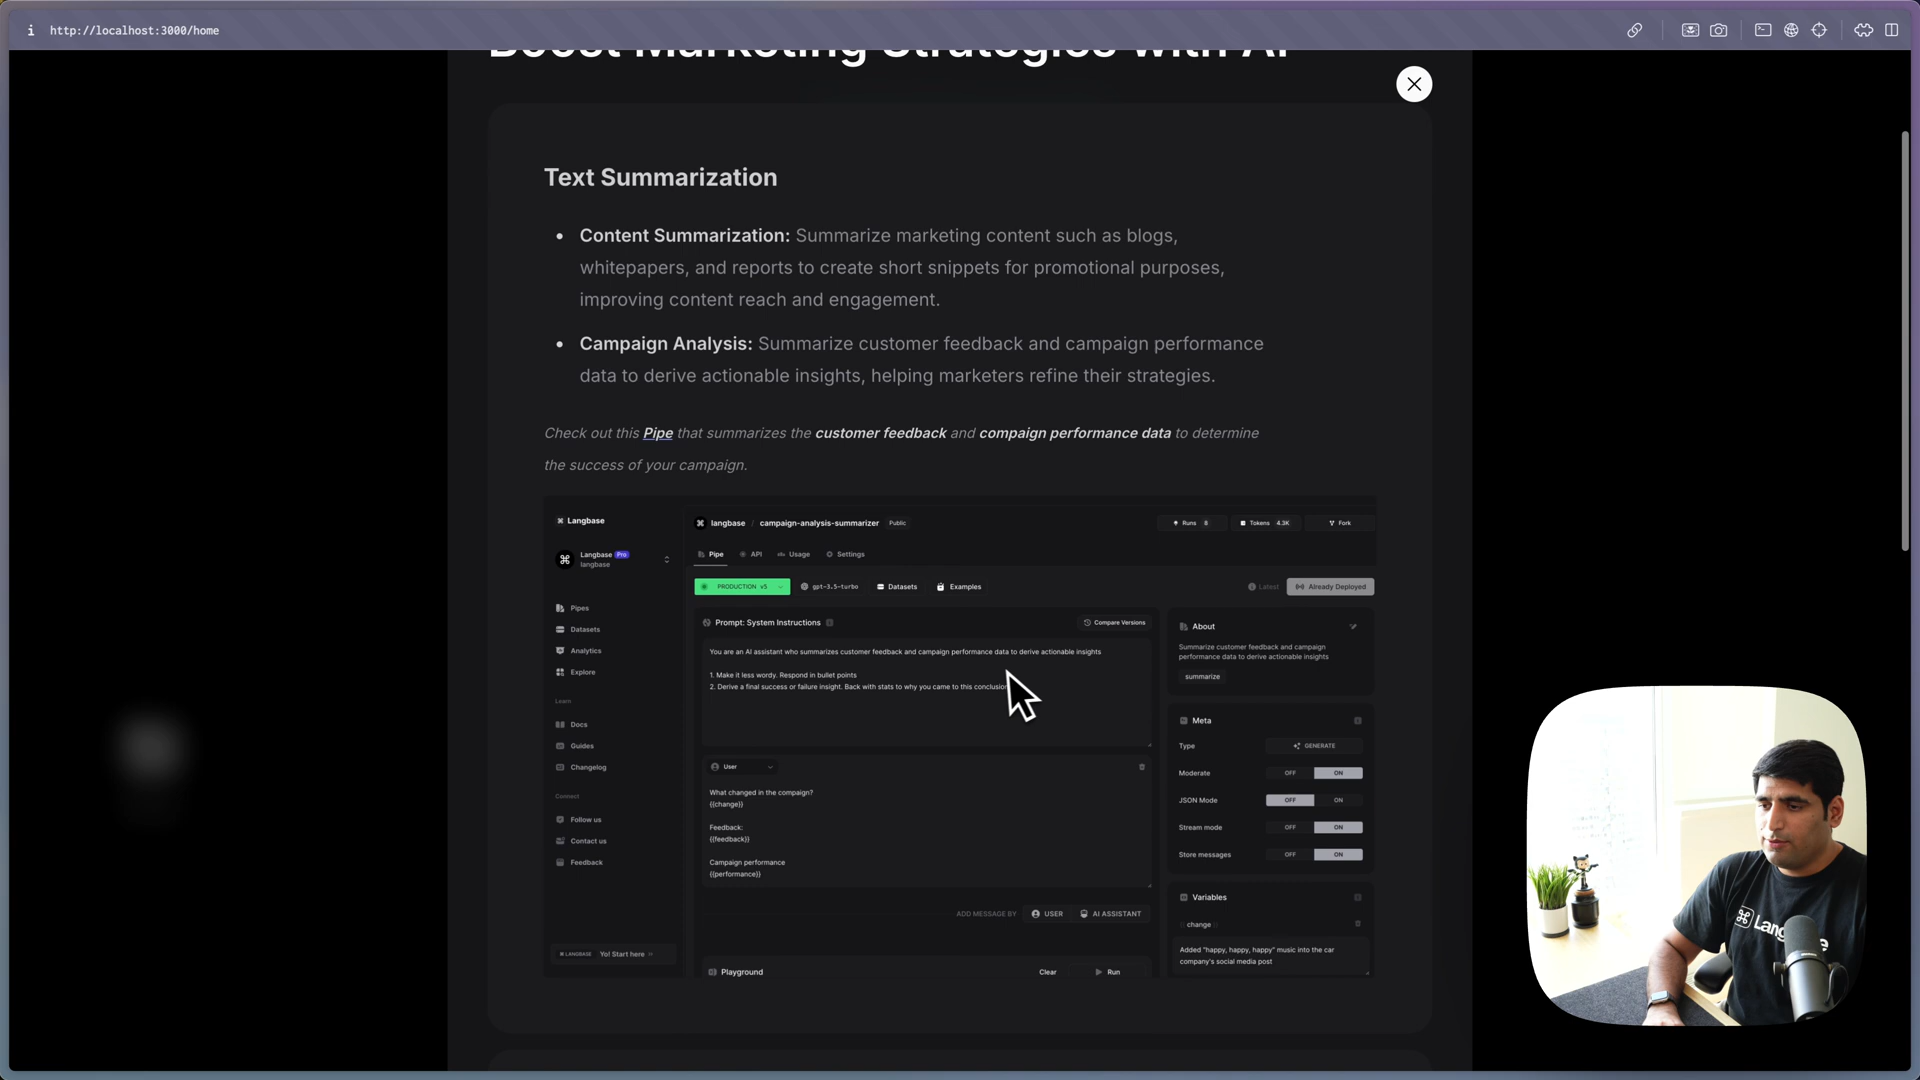 i http://localhost:3000/home
Boost Marketing Strategies with AI
Text Summarization
• Content Summarization: Summarize marketing content such as blogs,
whitepapers, and reports to create short snippets for promotional purposes,
improving content reach and engagement.
• Campaign Analysis: Summarize customer feedback and campaign performance
data to derive actionable insights, helping marketers refine their strategies.
Check out this Pipe that summarizes the customer feedback and compaign performance data to determine
the success of your campaign.
Langbase
Langbase Pro
langbase
Pipes
Datasets
Analytics
Explore
Learn
Docs
Guides
Changelog
Connect
Follow us
Contact us
Feedback
LANGBASE Yo! Start here
langbase / campaign-analysis-summarizer Public
Runs 8 Tokens 4.3K Fork
Pipe API Usage Settings
PRODUCTION v5 gpt-3.5-turbo Datasets Examples
Latest Already Deployed
Prompt: System Instructions
Compare Versions
You are an AI assistant who summarizes customer feedback and campaign performance data to derive actionable insights
1. Make it less wordy. Respond in bullet points
2. Derive a final success or failure insight. Back with stats to why you came to this conclusion
User
What changed in the compaign?
{{change}}
Feedback:
{{feedback}}
Campaign performance
{{performance}}
ADD MESSAGE BY USER AI ASSISTANT
Playground Clear Run
About
Summarize customer feedback and campaign
performance data to derive actionable insights
summarize
Meta
Type GENERATE
Moderate OFF ON
JSON Mode OFF ON
Stream mode OFF ON
Store messages OFF ON
Variables
change
Added "happy, happy, happy" music into the car
company's social media post